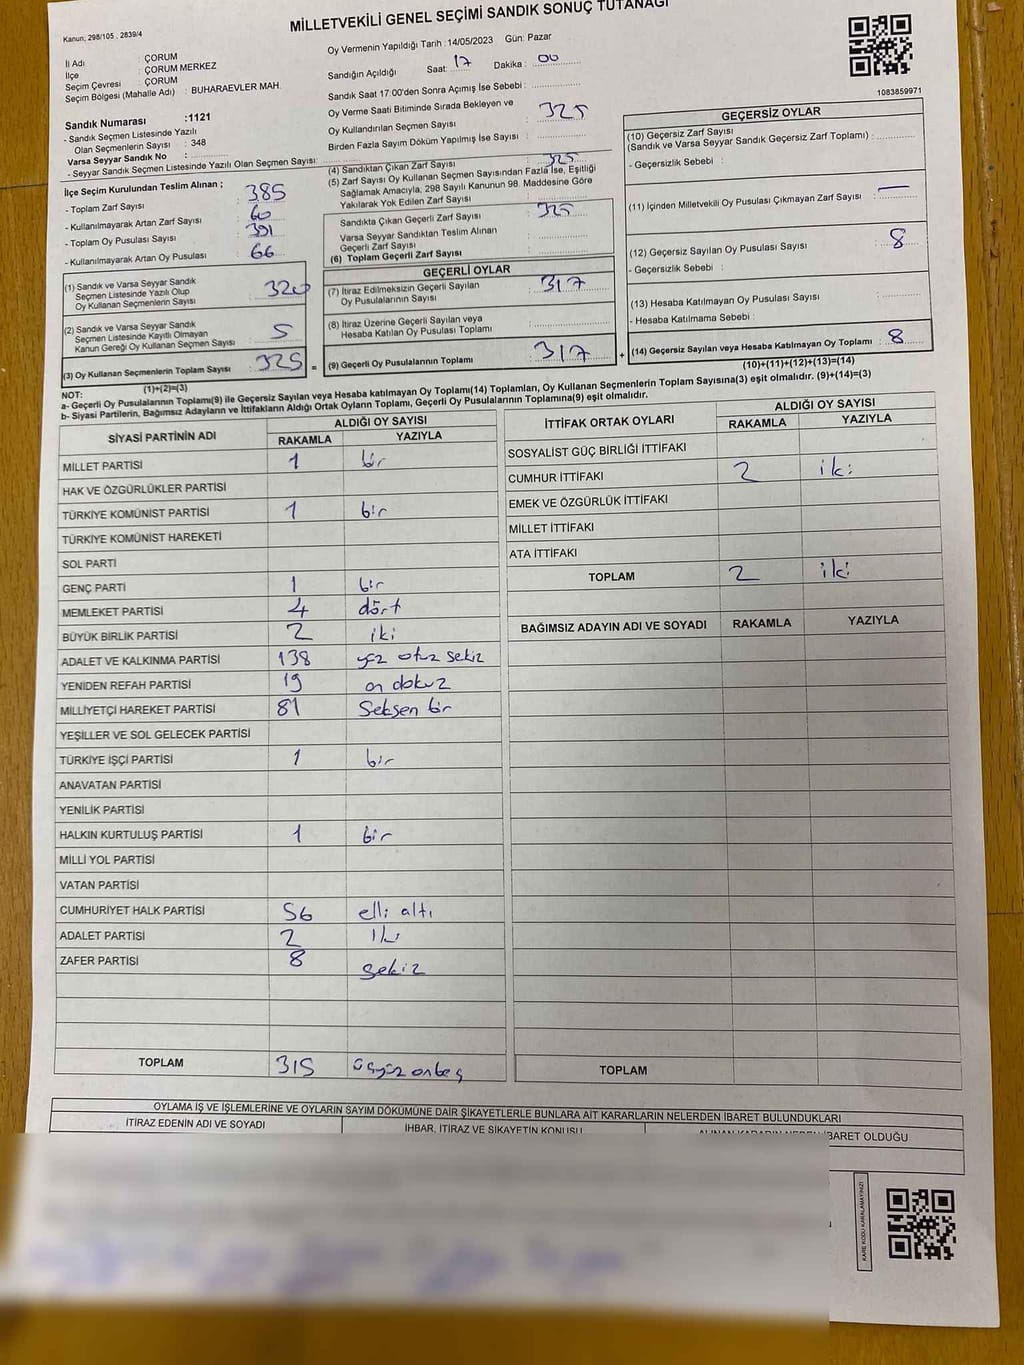 MİLLETVEKİLİ GENEL SEÇİMİ SANDIK SONUÇ TUTANAĞI
Kanun; 298/105 , 2839/4
İl Adı : ÇORUM
İlçe : ÇORUM MERKEZ
Seçim Çevresi : ÇORUM
Seçim Bölgesi (Mahalle Adı) : BUHARAEVLER MAH.
Sandık Numarası :1121
- Sandık Seçmen Listesinde Yazılı
Olan Seçmenlerin Sayısı : 348
Varsa Seyyar Sandık No :
- Seyyar Sandık Seçmen Listesinde Yazılı Olan Seçmen Sayısı:
Oy Vermenin Yapıldığı Tarih :14/05/2023 Gün: Pazar
Sandığın Açıldığı Saat: 17 Dakika : 00
Sandık Saat 17:00'den Sonra Açımış İse Sebebi :
Oy Verme Saati Bitiminde Sırada Bekleyen ve
Oy Kullandırılan Seçmen Sayısı : 325
Birden Fazla Sayım Döküm Yapılmış İse Sayısı :
1083859971
İlçe Seçim Kurulundan Teslim Alınan ;
- Toplam Zarf Sayısı : 385
- Kullanılmayarak Artan Zarf Sayısı : 60
- Toplam Oy Pusulası Sayısı : 391
- Kullanılmayarak Artan Oy Pusulası : 66
(1) Sandık ve Varsa Seyyar Sandık
Seçmen Listesinde Yazılı Olup
Oy Kullanan Seçmenlerin Sayısı : 320
(2) Sandık ve Varsa Seyyar Sandık
Seçmen Listesinde Kayıtlı Olmayan
Kanun Gereği Oy Kullanan Seçmen Sayısı : 5
(3) Oy Kullanan Seçmenlerin Toplam Sayısı : 325 =
(1)+(2)=(3)
(4) Sandıktan Çıkan Zarf Sayısı : 325
(5) Zarf Sayısı Oy Kullanan Seçmen Sayısından Fazla İse, Eşitliği
Sağlamak Amacıyla, 298 Sayılı Kanunun 98. Maddesine Göre
Yakılarak Yok Edilen Zarf Sayısı :
Sandıkta Çıkan Geçerli Zarf Sayısı : 325
Varsa Seyyar Sandıktan Teslim Alınan
Geçerli Zarf Sayısı :
(6) Toplam Geçerli Zarf Sayısı :
GEÇERLİ OYLAR
(7) İtiraz Edilmeksizin Geçerli Sayılan
Oy Pusulalarının Sayısı : 317
(8) İtiraz Üzerine Geçerli Sayılan veya
Hesaba Katılan Oy Pusulası Toplamı :
(9) Geçerli Oy Pusulalarının Toplamı : 317 +
GEÇERSİZ OYLAR
(10) Geçersiz Zarf Sayısı
(Sandık ve Varsa Seyyar Sandık Geçersiz Zarf Toplamı) :
- Geçersizlik Sebebi :
(11) İçinden Milletvekili Oy Pusulası Çıkmayan Zarf Sayısı : —
(12) Geçersiz Sayılan Oy Pusulası Sayısı : 8
- Geçersizlik Sebebi :
(13) Hesaba Katılmayan Oy Pusulası Sayısı :
- Hesaba Katılmama Sebebi :
(14) Geçersiz Sayılan veya Hesaba Katılmayan Oy Toplamı : 8
(10)+(11)+(12)+(13)=(14)
NOT:
a- Geçerli Oy Pusulalarının Toplamı(9) ile Geçersiz Sayılan veya Hesaba katılmayan Oy Toplamı(14) Toplamları, Oy Kullanan Seçmenlerin Toplam Sayısına(3) eşit olmalıdır. (9)+(14)=(3)
b- Siyasi Partilerin, Bağımsız Adayların ve İttifakların Aldığı Ortak Oyların Toplamı, Geçerli Oy Pusulalarının Toplamına(9) eşit olmalıdır.
SİYASİ PARTİNİN ADI ALDIĞI OY SAYISI
RAKAMLA YAZIYLA
MİLLET PARTİSİ 1 bir
HAK VE ÖZGÜRLÜKLER PARTİSİ
TÜRKİYE KOMÜNİST PARTİSİ 1 bir
TÜRKİYE KOMÜNİST HAREKETİ
SOL PARTİ
GENÇ PARTİ 1 bir
MEMLEKET PARTİSİ 4 dört
BÜYÜK BİRLİK PARTİSİ 2 iki
ADALET VE KALKINMA PARTİSİ 138 yüz otuz sekiz
YENİDEN REFAH PARTİSİ 19 on dokuz
MİLLİYETÇİ HAREKET PARTİSİ 81 Seksen bir
YEŞİLLER VE SOL GELECEK PARTİSİ
TÜRKİYE İŞÇİ PARTİSİ 1 bir
ANAVATAN PARTİSİ
YENİLİK PARTİSİ
HALKIN KURTULUŞ PARTİSİ 1 bir
MİLLİ YOL PARTİSİ
VATAN PARTİSİ
CUMHURİYET HALK PARTİSİ 56 elli altı
ADALET PARTİSİ 2 iki
ZAFER PARTİSİ 8 sekiz
TOPLAM 315 üçyüz onbeş
İTTİFAK ORTAK OYLARI ALDIĞI OY SAYISI
RAKAMLA YAZIYLA
SOSYALİST GÜÇ BİRLİĞİ İTTİFAKI
CUMHUR İTTİFAKI 2 iki
EMEK VE ÖZGÜRLÜK İTTİFAKI
MİLLET İTTİFAKI
ATA İTTİFAKI
TOPLAM 2 iki
BAĞIMSIZ ADAYIN ADI VE SOYADI RAKAMLA YAZIYLA
TOPLAM
OYLAMA İŞ VE İŞLEMLERİNE VE OYLARIN SAYIM DÖKÜMÜNE DAİR ŞİKAYETLERLE BUNLARA AİT KARARLARIN NELERDEN İBARET BULUNDUKLARI
İTİRAZ EDENİN ADI VE SOYADI
İHBAR, İTİRAZ VE ŞİKAYETİN KONUSU
ALINAN KARARIN NEDEN İBARET OLDUĞU
KARE KODU KARALAMAYINIZ!